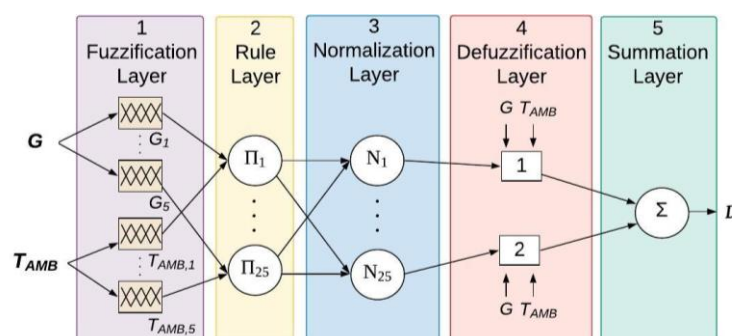 1
Fuzzification
Layer
2
Rule
Layer
3
Normalization
Layer
4
Defuzzification
Layer
5
Summation
Layer
G
G1
G5
TAMB
TAMB,1
TAMB,5
Π1
Π25
N1
N25
G TAMB
1
2
G TAMB
Σ